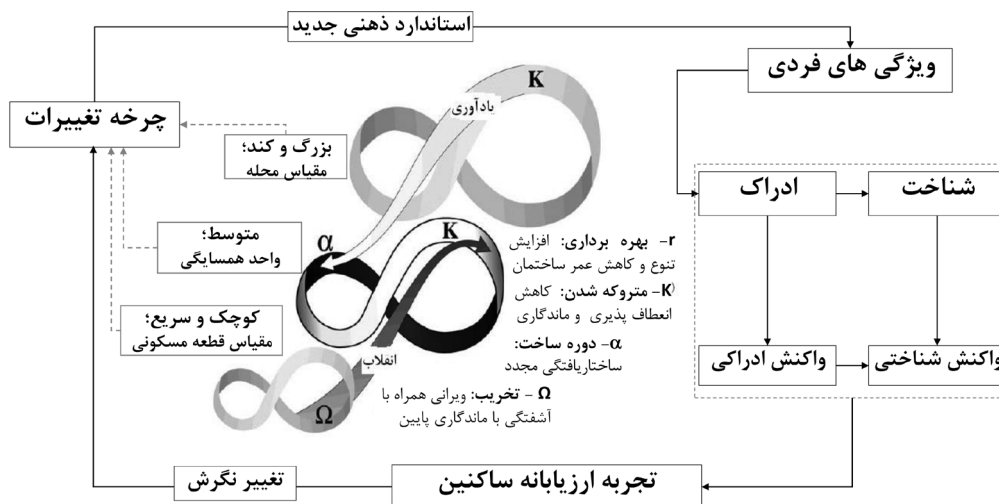 استاندارد ذهنی جدید
ویژگی های فردی
چرخه تغییرات
K
یادآوری
بزرگ و کند؛
مقیاس محله
شناخت
ادراک
متوسط؛
واحد همسایگی
α
K
r- بهره برداری: افزایش
تنوع و کاهش عمر ساختمان
K- متروکه شدن: کاهش
انعطاف پذیری و ماندگاری
α- دوره ساخت:
ساختاریافتگی مجدد
کوچک و سریع؛
مقیاس قطعه مسکونی
انقلاب
Ω
Ω - تخریب: ویرانی همراه با
آشفتگی با ماندگاری پایین
واکنش شناختی
واکنش ادراکی
تجربه ارزیابانه ساکنین
تغییر نگرش